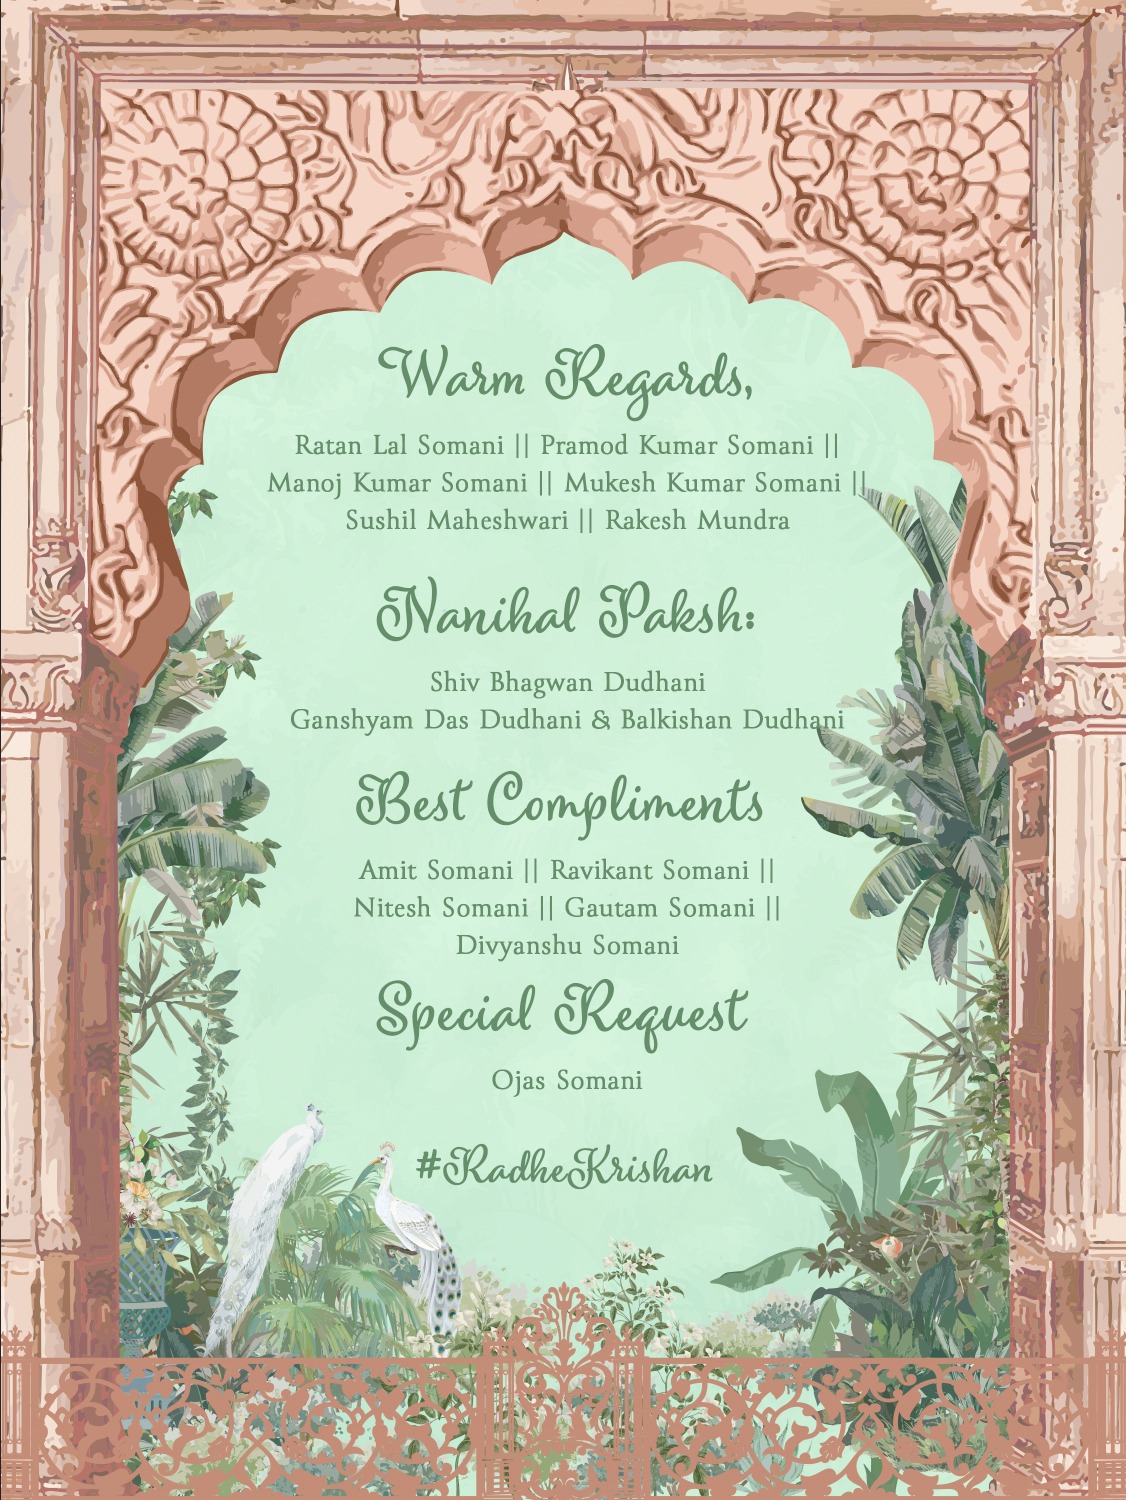 Warm Regards,
Ratan Lal Somani || Pramod Kumar Somani ||
Manoj Kumar Somani || Mukesh Kumar Somani ||
Sushil Maheshwari || Rakesh Mundra
Nanihal Paksh:
Shiv Bhagwan Dudhani
Ganshyam Das Dudhani & Balkishan Dudhani
Best Compliments
Amit Somani || Ravikant Somani ||
Nitesh Somani || Gautam Somani ||
Divyanshu Somani
Special Request
Ojas Somani
#RadheKrishan